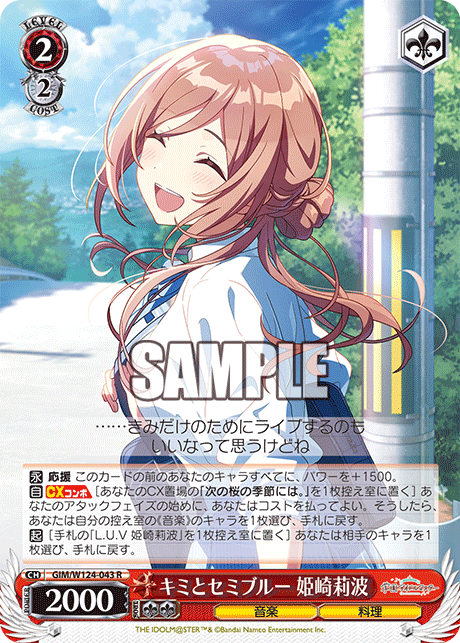 LEVEL
2
2
COST
SAMPLE
……きみだけのためにライブするのも
いいなって思うけどね
永 応援 このカードの前のあなたのキャラすべてに、パワーを+1500。
自 CXコンボ ［あなたのCX置場の「次の桜の季節には。」を1枚控え室に置く］ あなたのアタックフェイズの始めに、あなたはコストを払ってよい。そうしたら、
あなたは自分の控え室の《音楽》のキャラを1枚選び、手札に戻す。
起 ［手札の「L.U.V 姫崎莉波」を1枚控え室に置く］ あなたは相手のキャラを1枚選び、手札に戻す。
CH GIM/W124-043 R
キミとセミブルー 姫崎莉波
POWER
2000
SOUL
音楽
料理
THE IDOLM@STER™& ©Bandai Namco Entertainment Inc.